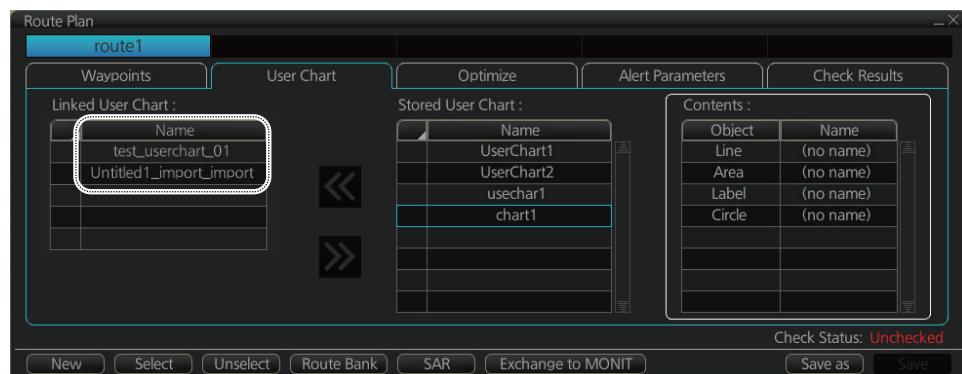 Route Plan
route1
Waypoints User Chart Optimize Alert Parameters Check Results
Linked User Chart : Stored User Chart : Contents :
Name Name Object Name
test_userchart_01 UserChart1 Line (no name)
Untitled1_import_import UserChart2 Area (no name)
usechar1 Label (no name)
chart1 Circle (no name)
Check Status: Unchecked
New Select Unselect Route Bank SAR Exchange to MONIT Save as Save